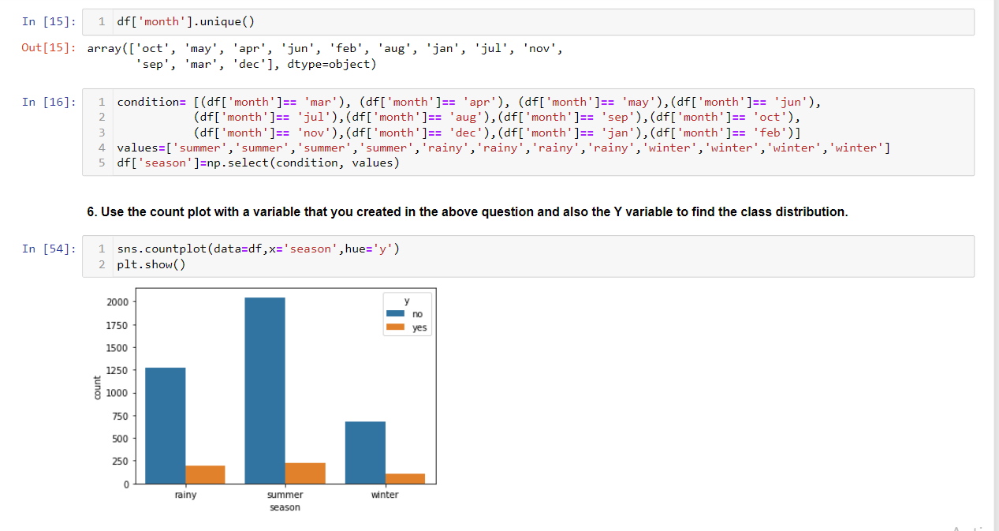 In [15]: 1 df['month'].unique()
Out[15]: array(['oct', 'may', 'apr', 'jun', 'feb', 'aug', 'jan', 'jul', 'nov',
'sep', 'mar', 'dec'], dtype=object)
In [16]: 1 condition= [(df['month']== 'mar'), (df['month']== 'apr'), (df['month']== 'may'),(df['month']== 'jun'),
2 (df['month']== 'jul'),(df['month']== 'aug'),(df['month']== 'sep'),(df['month']== 'oct'),
3 (df['month']== 'nov'),(df['month']== 'dec'),(df['month']== 'jan'),(df['month']== 'feb')]
4 values=['summer','summer','summer','summer','rainy','rainy','rainy','rainy','winter','winter','winter','winter']
5 df['season']=np.select(condition, values)
6. Use the count plot with a variable that you created in the above question and also the Y variable to find the class distribution.
In [54]: 1 sns.countplot(data=df,x='season',hue='y')
2 plt.show()
y
no
yes
2000
1750
1500
1250
1000
750
500
250
0
count
rainy summer winter
season